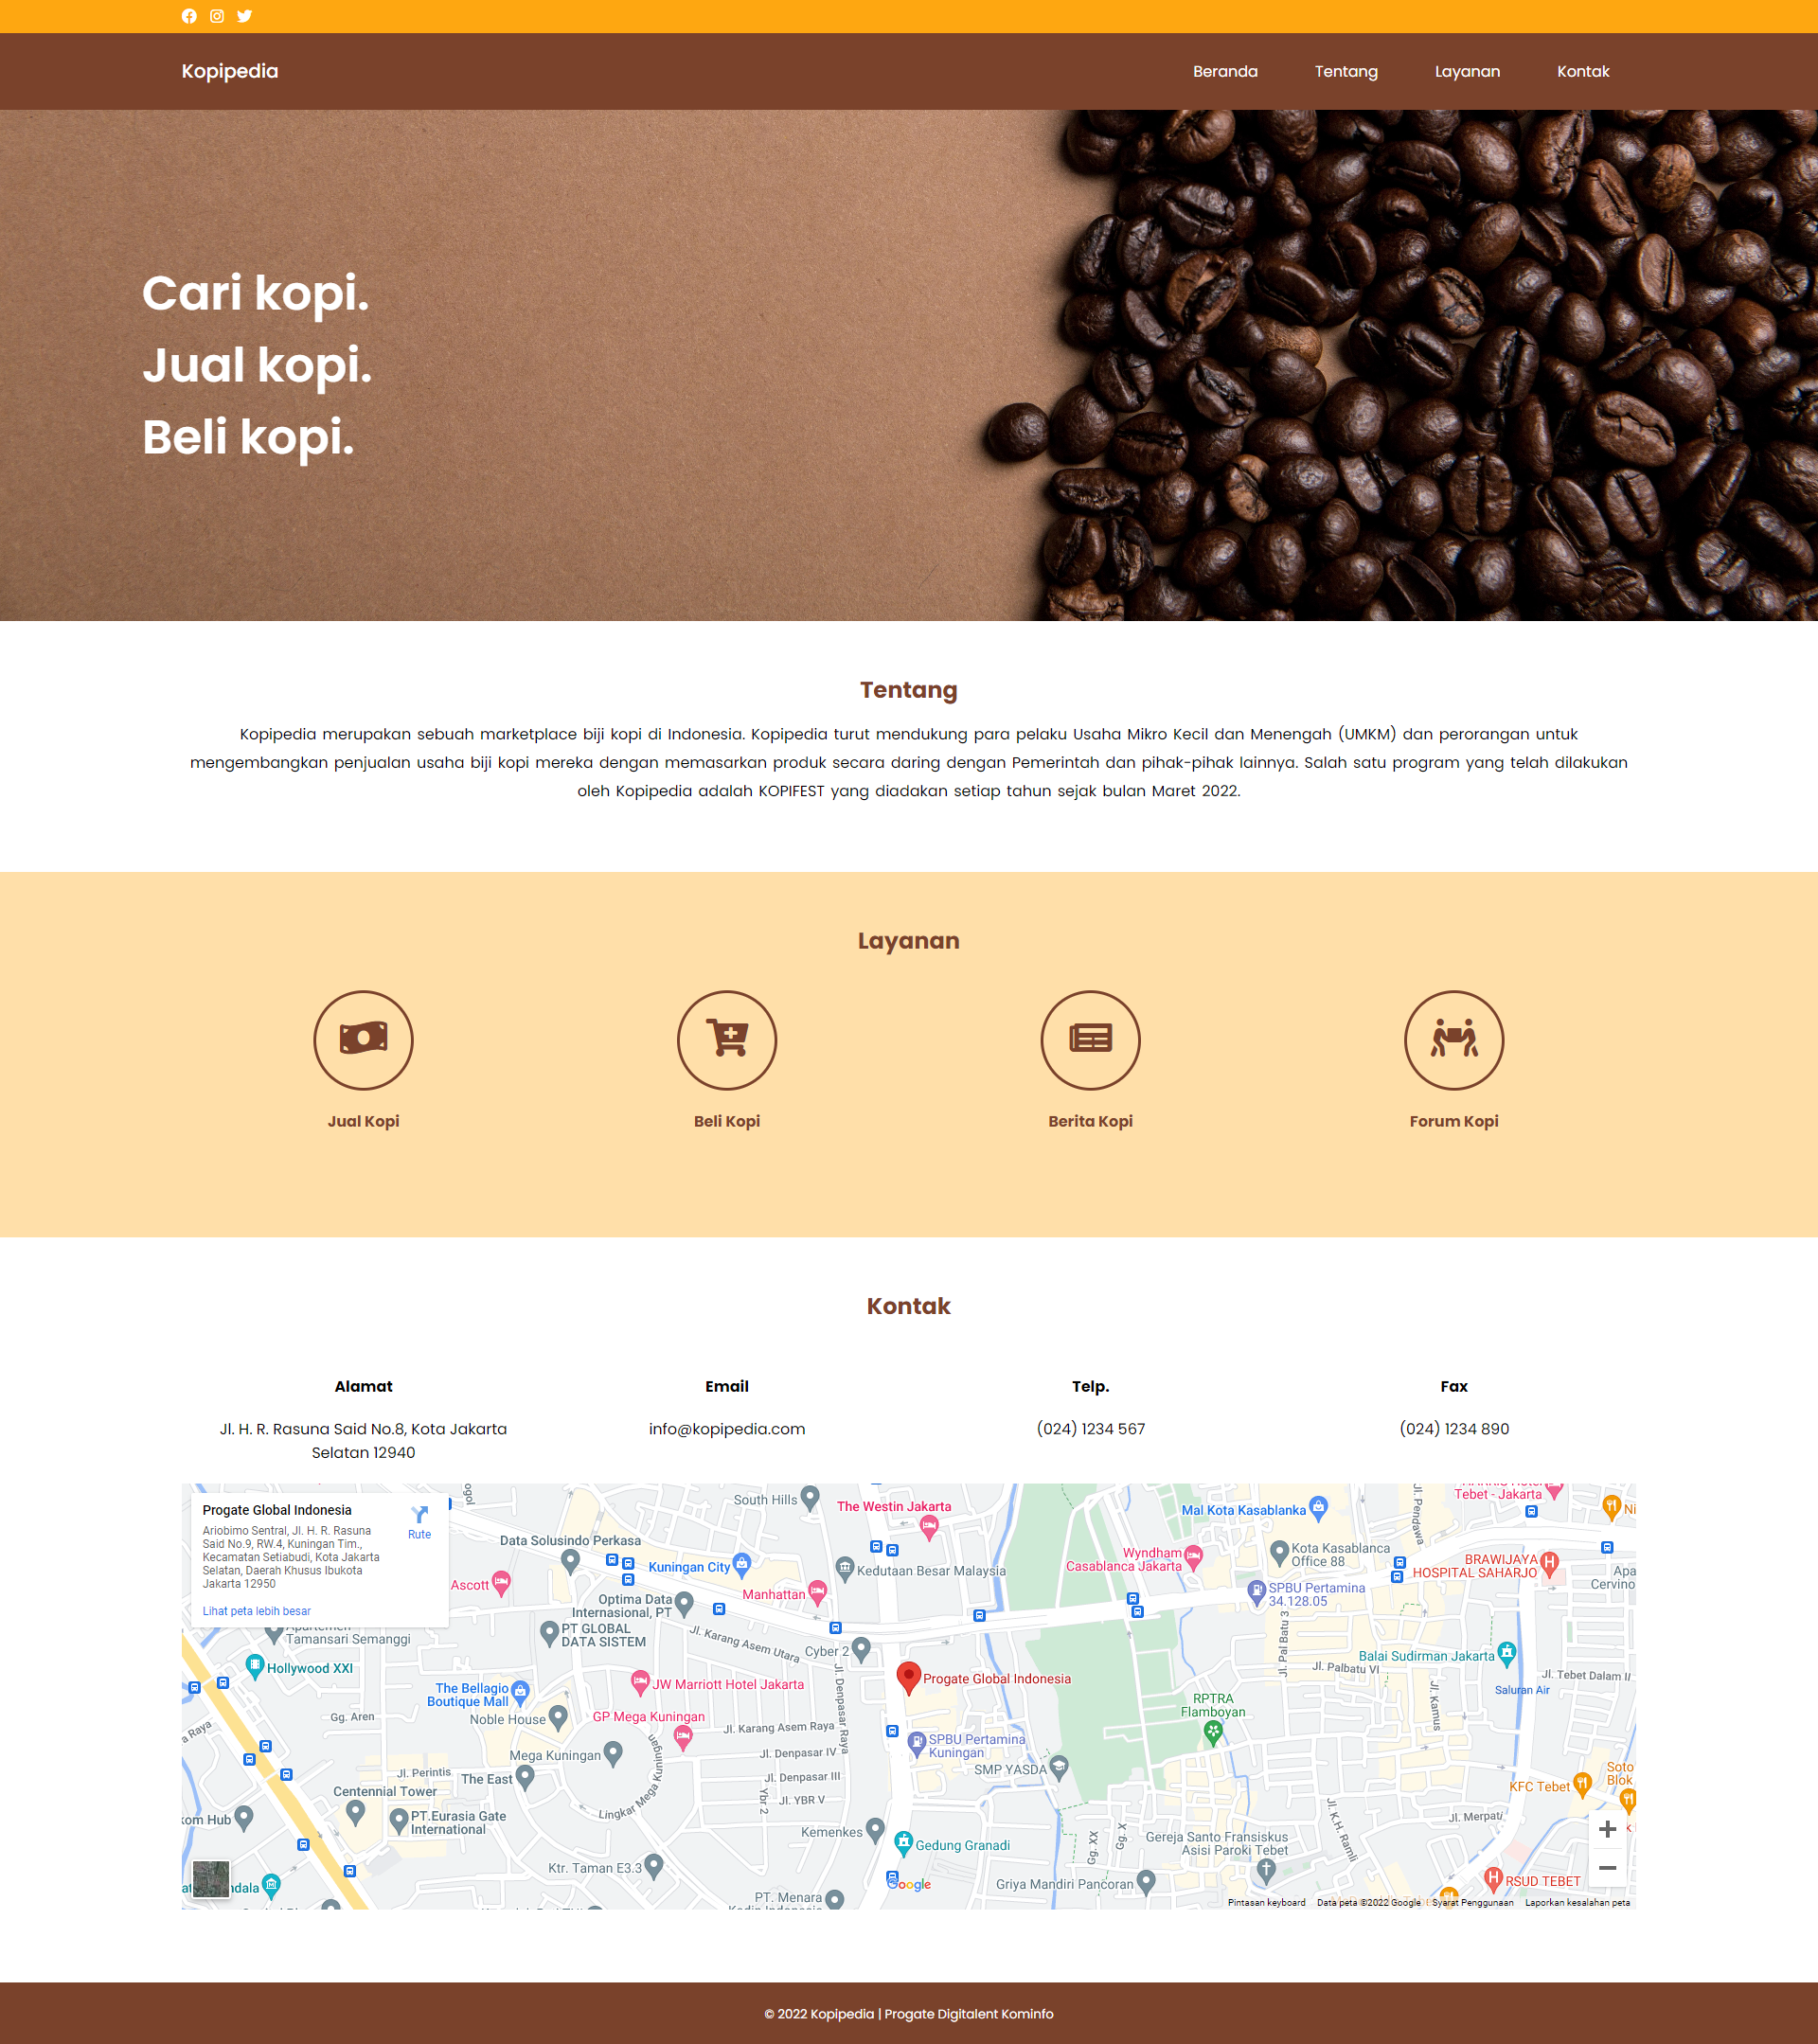 Kopipedia
Beranda Tentang Layanan Kontak
Cari kopi.
Jual kopi.
Beli kopi.
Tentang
Kopipedia merupakan sebuah marketplace biji kopi di Indonesia. Kopipedia turut mendukung para pelaku Usaha Mikro Kecil dan Menengah (UMKM) dan perorangan untuk
mengembangkan penjualan usaha biji kopi mereka dengan memasarkan produk secara daring dengan Pemerintah dan pihak-pihak lainnya. Salah satu program yang telah dilakukan
oleh Kopipedia adalah KOPIFEST yang diadakan setiap tahun sejak bulan Maret 2022.
Layanan
Jual Kopi
Beli Kopi
Berita Kopi
Forum Kopi
Kontak
Alamat
Jl. H. R. Rasuna Said No.8, Kota Jakarta
Selatan 12940
Email
info@kopipedia.com
Telp.
(024) 1234 567
Fax
(024) 1234 890
Progate Global Indonesia
Ariobimo Sentral, Jl. H. R. Rasuna
Said No.9, RW.4, Kuningan Tim.,
Kecamatan Setiabudi, Kota Jakarta
Selatan, Daerah Khusus Ibukota
Jakarta 12950
Lihat peta lebih besar
Rute
South Hills
The Westin Jakarta
Mal Kota Kasablanka
Jl. Pendawa
Tebet - Jakarta
Data Solusindo Perkasa
Kuningan City
Kedutaan Besar Malaysia
Wyndham
Casablanca Jakarta
Kota Kasablanca
Office 88
BRAWIJAYA
HOSPITAL SAHARJO
Ascott
Manhattan
SPBU Pertamina
34.128.05
Cervino
Optima Data
Internasional, PT
PT GLOBAL
DATA SISTEM
Jl. Karang Asem Utara
Cyber 2
Jl. Pal Batu 3
Tamansari Semanggi
Hollywood XXI
Progate Global Indonesia
Balai Sudirman Jakarta
Jl. Palbatu VI
Jl. Tebet Dalam II
JW Marriott Hotel Jakarta
The Bellagio
Boutique Mall
Saluran Air
Jl. Denpasar Raya
Jl. Kamus
RPTRA
Flamboyan
Gg. Aren
Noble House
GP Mega Kuningan
Jl. Karang Asem Raya
SPBU Pertamina
Kuningan
Mega Kuningan
Jl. Denpasar IV
SMP YASDA
Jl. Perintis
The East
Jl. Denpasar III
Soto
Blok
KFC Tebet
Centennial Tower
Lingkar Mega Kuningan
Ybr 2
Jl. YBR V
PT.Eurasia Gate
International
Kemenkes
Gedung Granadi
Gg. XX
Gg. X
Gereja Santo Fransiskus
Asisi Paroki Tebet
Jl. K.H. Ramli
Jl. Merpati
Ktr. Taman E3.3
Griya Mandiri Pancoran
RSUD TEBET
PT. Menara
Google
Pintasan keyboard Data peta ©2022 Google Syarat Penggunaan Laporkan kesalahan peta
© 2022 Kopipedia | Progate Digitalent Kominfo